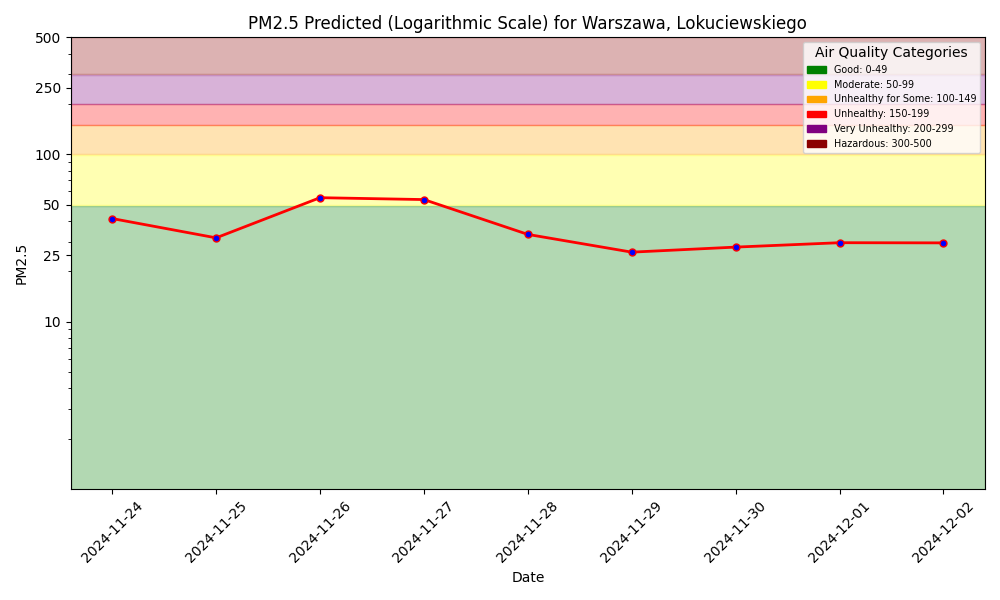 PM2.5 Predicted (Logarithmic Scale) for Warszawa, Lokuciewskiego
Air Quality Categories
Good: 0-49
Moderate: 50-99
Unhealthy for Some: 100-149
Unhealthy: 150-199
Very Unhealthy: 200-299
Hazardous: 300-500
500
250
100
50
25
10
PM2.5
2024-11-24
2024-11-25
2024-11-26
2024-11-27
2024-11-28
2024-11-29
2024-11-30
2024-12-01
2024-12-02
Date